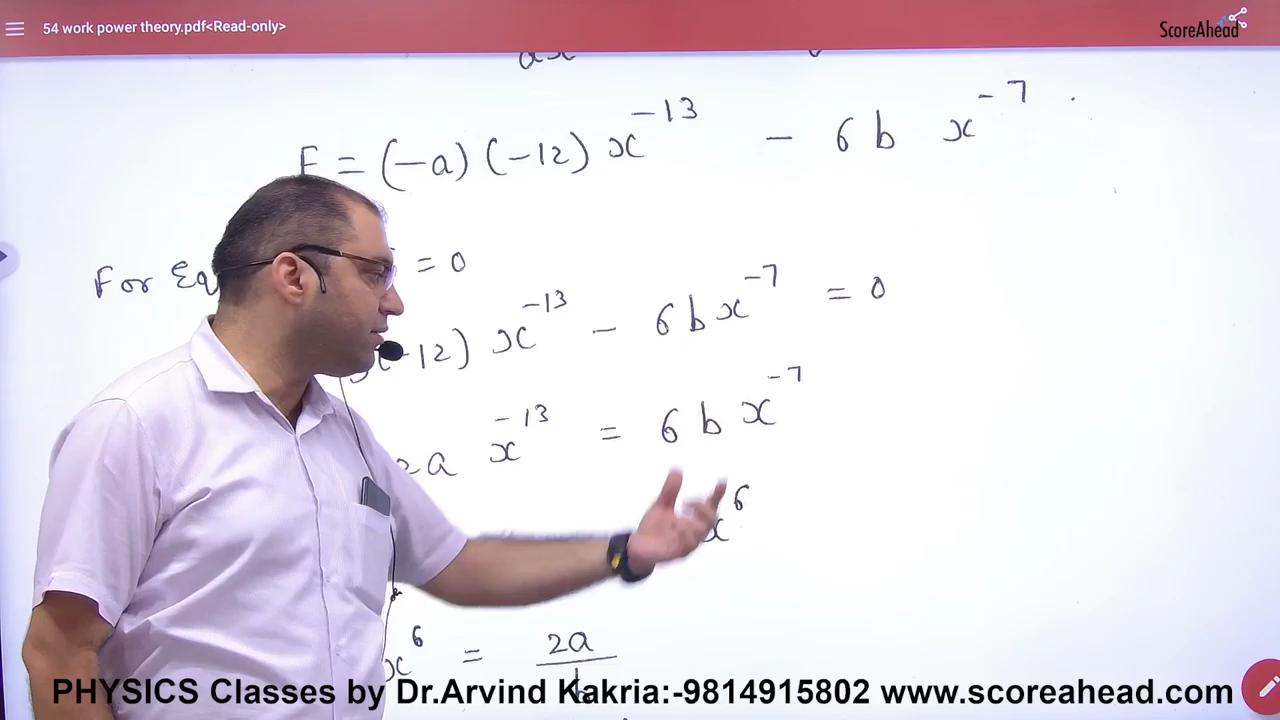 54 work power theory.pdf<Read-only>
ScoreAhead
F = (-a) (-12) x^-13 - 6 b x^-7 .
For Eq = 0
-12) x^-13 - 6 b x^-7 = 0
2a x^-13 = 6 b x^-7
x^6
x^6 = 2a / b
PHYSICS Classes by Dr.Arvind Kakria:-9814915802 www.scoreahead.com